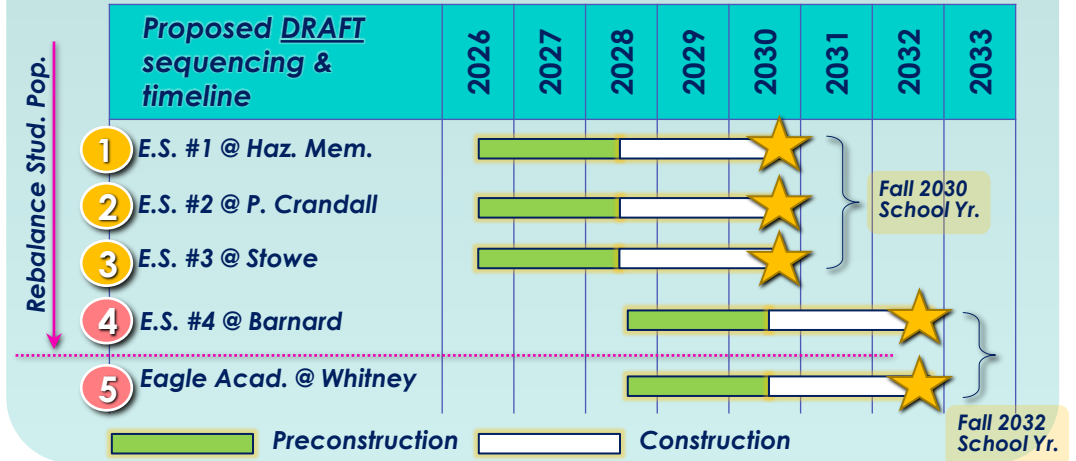 Proposed DRAFT
sequencing &
timeline
2026
2027
2028
2029
2030
2031
2032
2033
Rebalance Stud. Pop.
1 E.S. #1 @ Haz. Mem.
2 E.S. #2 @ P. Crandall
3 E.S. #3 @ Stowe
Fall 2030
School Yr.
4 E.S. #4 @ Barnard
5 Eagle Acad. @ Whitney
Fall 2032
School Yr.
Preconstruction
Construction